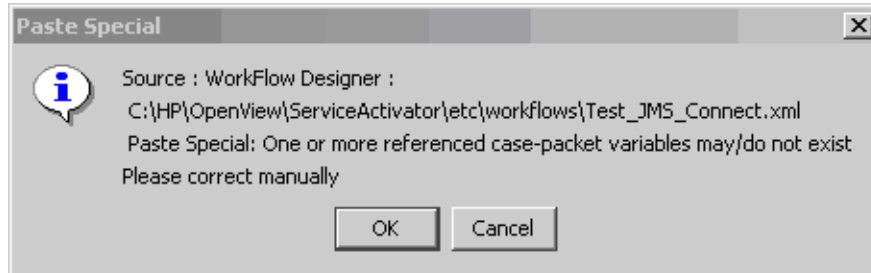 Paste Special
Source : WorkFlow Designer :
C:\HP\OpenView\ServiceActivator\etc\workflows\Test_JMS_Connect.xml
Paste Special: One or more referenced case-packet variables may/do not exist
Please correct manually
OK
Cancel